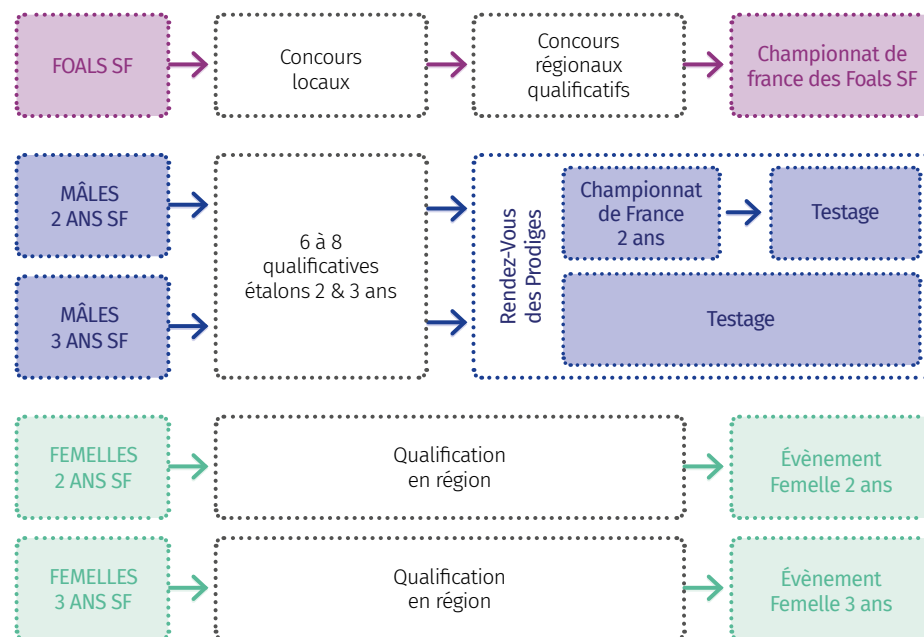 FOALS SF
Concours
locaux
Concours
régionaux
qualificatifs
Championnat de
france des Foals SF
MÂLES
2 ANS SF
MÂLES
3 ANS SF
6 à 8
qualificatives
étalons 2 & 3 ans
Rendez-Vous
des Prodiges
Championnat
de France
2 ans
Testage
Testage
FEMELLES
2 ANS SF
Qualification
en région
Évènement
Femelle 2 ans
FEMELLES
3 ANS SF
Qualification
en région
Évènement
Femelle 3 ans